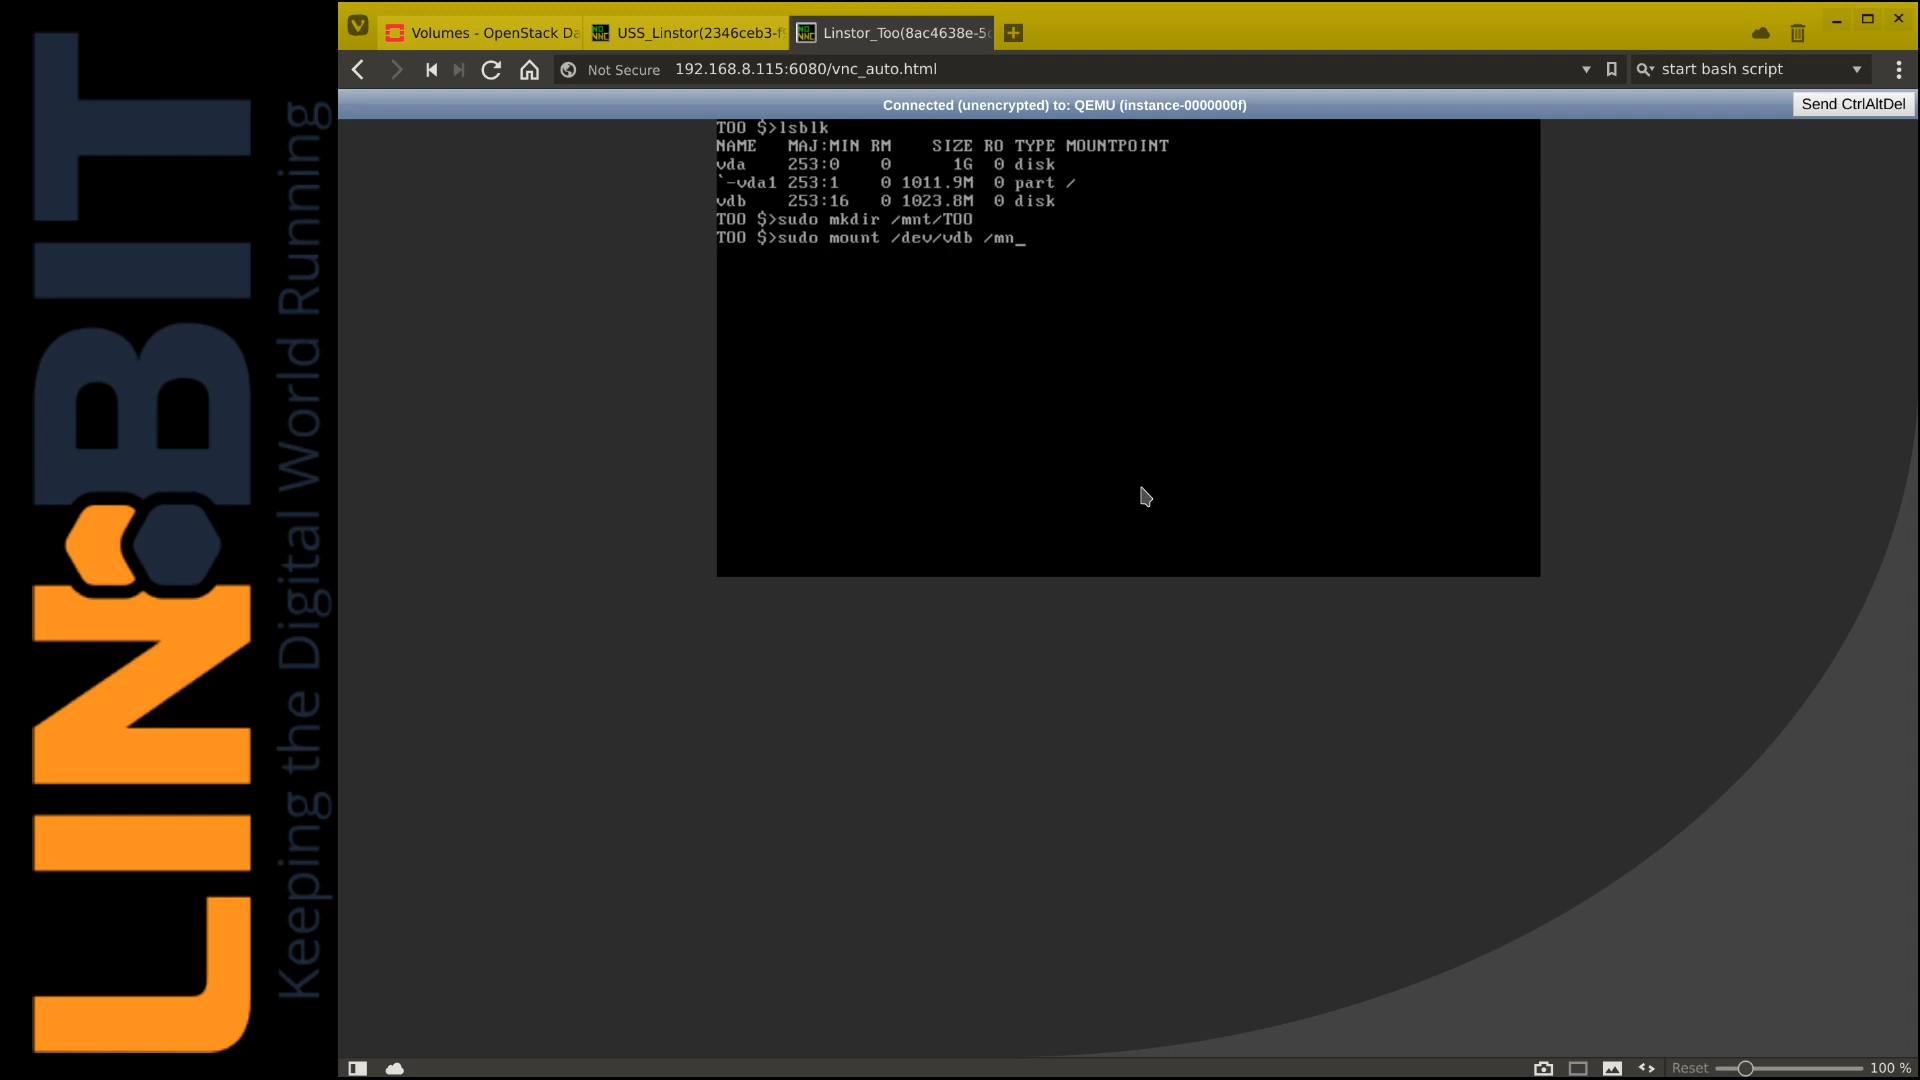 LINBIT
Keeping the Digital World Running
Volumes - OpenStack Da
USS_Linstor(2346ceb3-f
Linstor_Too(8ac4638e-5
Not Secure
192.168.8.115:6080/vnc_auto.html
start bash script
Connected (unencrypted) to: QEMU (instance-0000000f)
Send CtrlAltDel
TOO $>lsblk
NAME   MAJ:MIN RM    SIZE RO TYPE MOUNTPOINT
vda    253:0    0      1G  0 disk
`-vda1 253:1    0 1011.9M  0 part /
vdb    253:16   0 1023.8M  0 disk
TOO $>sudo mkdir /mnt/TOO
TOO $>sudo mount /dev/vdb /mn_
Reset
100 %